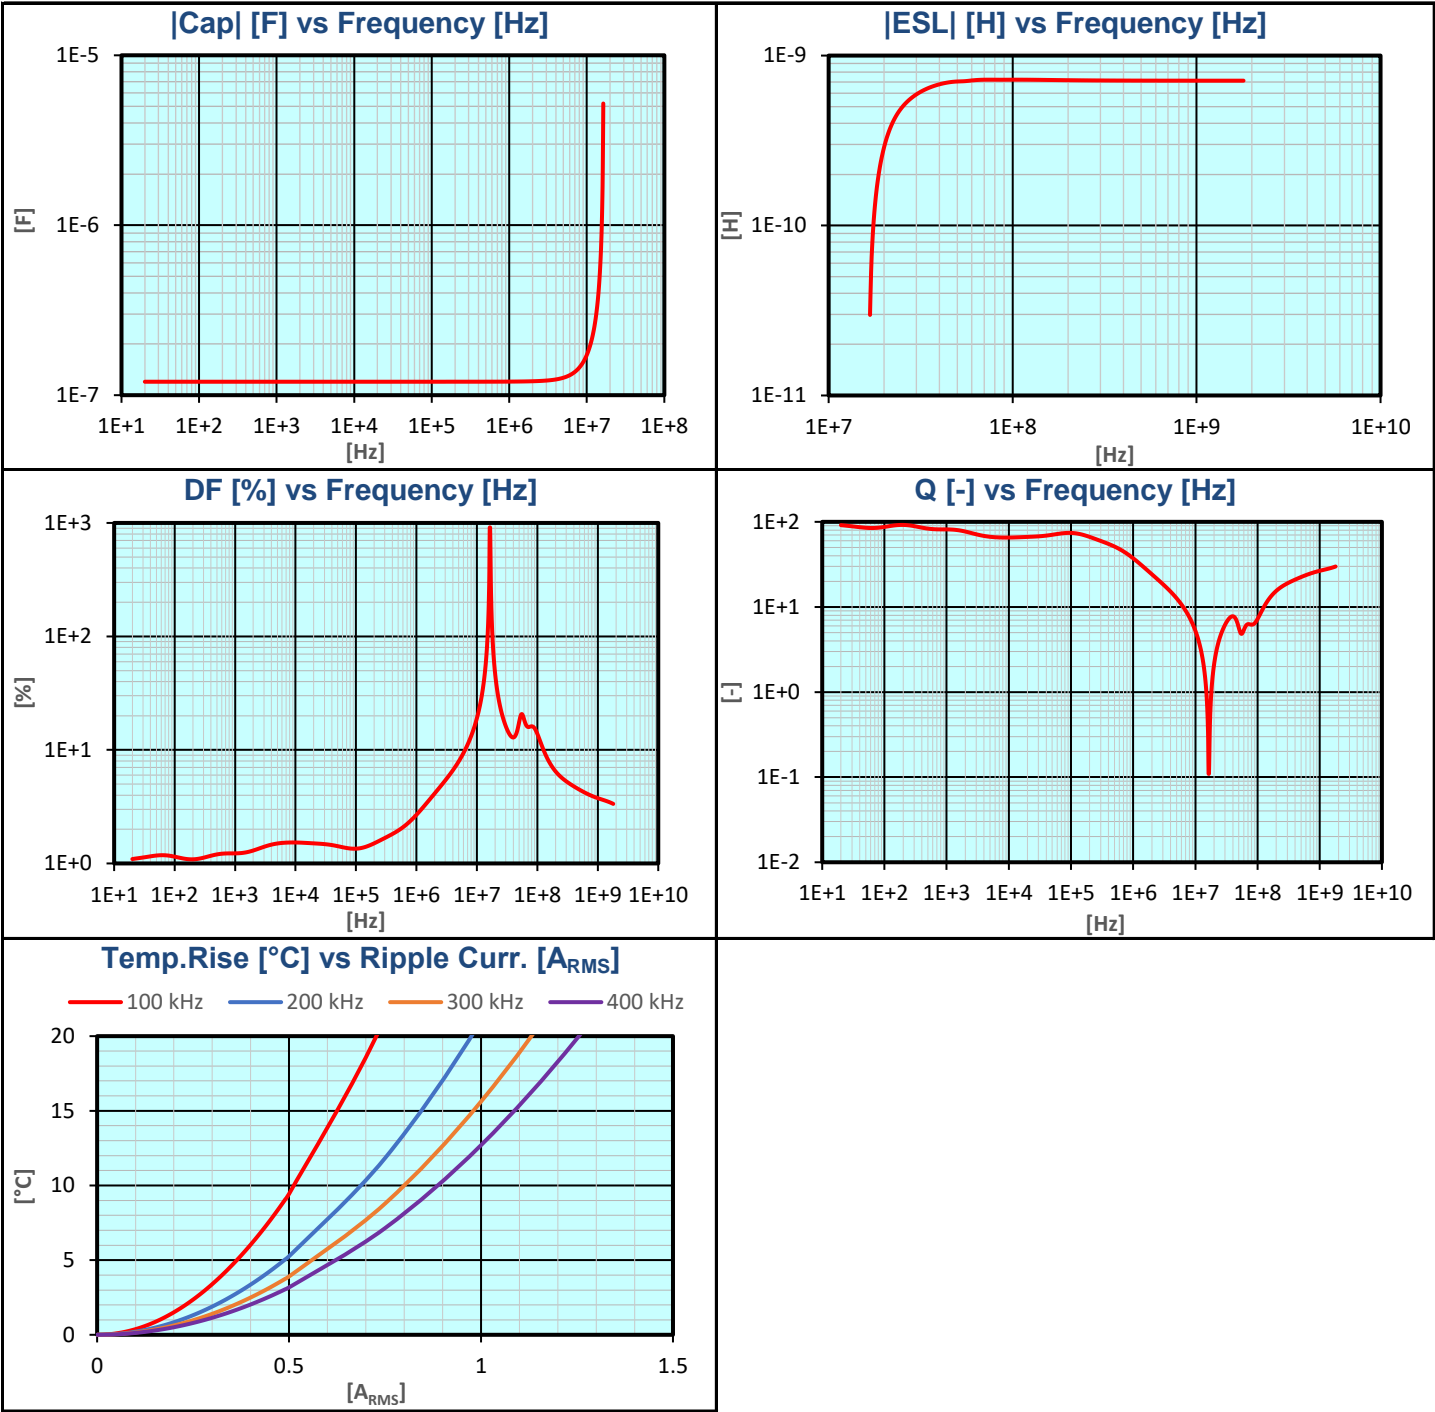 |Cap| [F] vs Frequency [Hz]
1E-5
1E-6
1E-7
[F]
1E+1 1E+2 1E+3 1E+4 1E+5 1E+6 1E+7 1E+8
[Hz]
|ESL| [H] vs Frequency [Hz]
1E-9
1E-10
1E-11
[H]
1E+7 1E+8 1E+9 1E+10
[Hz]
DF [%] vs Frequency [Hz]
1E+3
1E+2
1E+1
1E+0
[%]
1E+1 1E+2 1E+3 1E+4 1E+5 1E+6 1E+7 1E+8 1E+9 1E+10
[Hz]
Q [-] vs Frequency [Hz]
1E+2
1E+1
1E+0
1E-1
1E-2
[-]
1E+1 1E+2 1E+3 1E+4 1E+5 1E+6 1E+7 1E+8 1E+9 1E+10
[Hz]
Temp.Rise [°C] vs Ripple Curr. [ARMS]
100 kHz 200 kHz 300 kHz 400 kHz
20
15
10
5
0
[°C]
0 0.5 1 1.5
[ARMS]